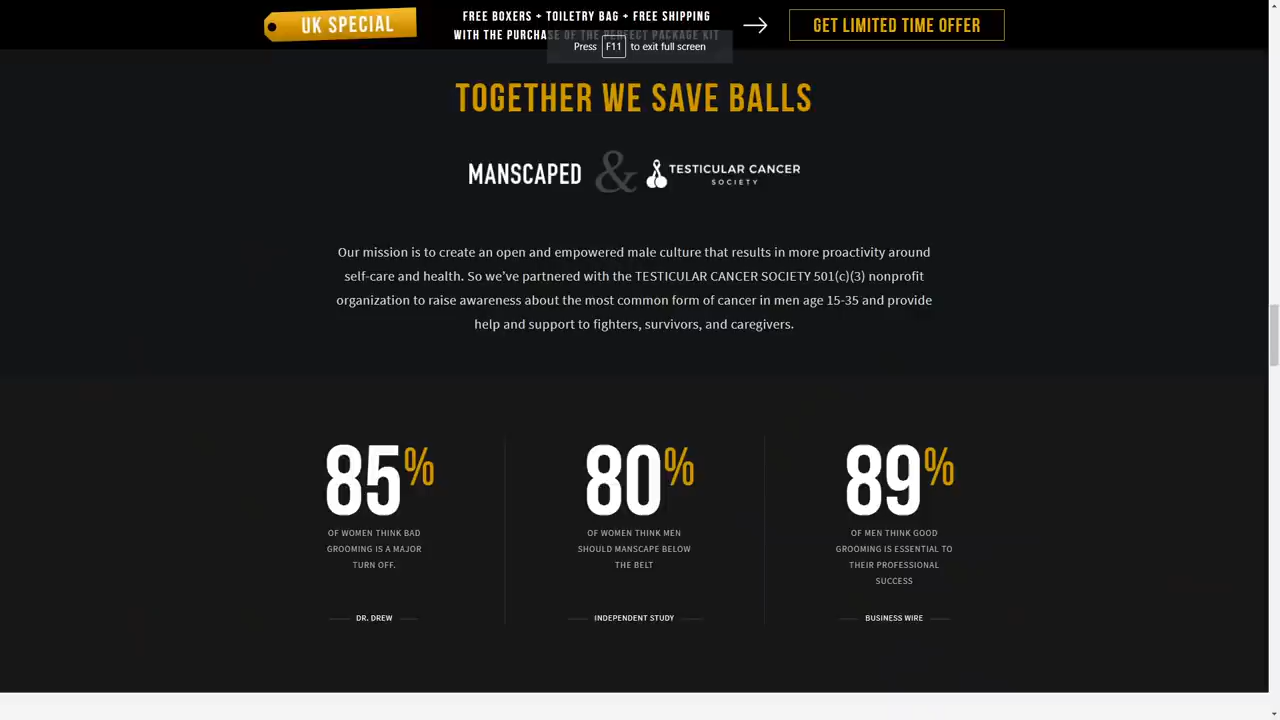 UK SPECIAL
FREE BOXERS + TOILETRY BAG + FREE SHIPPING
WITH THE PURCHASE OF THE PERFECT PACKAGE KIT
GET LIMITED TIME OFFER
Press F11 to exit full screen
TOGETHER WE SAVE BALLS
MANSCAPED & TESTICULAR CANCER
SOCIETY
Our mission is to create an open and empowered male culture that results in more proactivity around
self-care and health. So we've partnered with the TESTICULAR CANCER SOCIETY 501(c)(3) nonprofit
organization to raise awareness about the most common form of cancer in men age 15-35 and provide
help and support to fighters, survivors, and caregivers.
85%
OF WOMEN THINK BAD
GROOMING IS A MAJOR
TURN OFF.
DR. DREW
80%
OF WOMEN THINK MEN
SHOULD MANSCAPE BELOW
THE BELT
INDEPENDENT STUDY
89%
OF MEN THINK GOOD
GROOMING IS ESSENTIAL TO
THEIR PROFESSIONAL
SUCCESS
BUSINESS WIRE